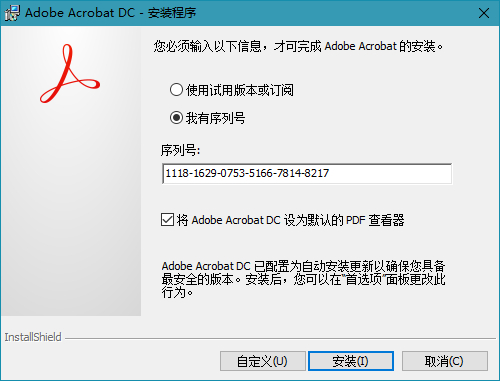 Adobe Acrobat DC - 安装程序
您必须输入以下信息，才可完成 Adobe Acrobat 的安装。
使用试用版本或订阅
我有序列号
序列号:
1118-1629-0753-5166-7814-8217
将 Adobe Acrobat DC 设为默认的 PDF 查看器
Adobe Acrobat DC 已配置为自动安装更新以确保您具备
最安全的版本。安装后，您可以在"首选项"面板更改此
行为。
InstallShield
自定义(U)
安装(I)
取消(C)